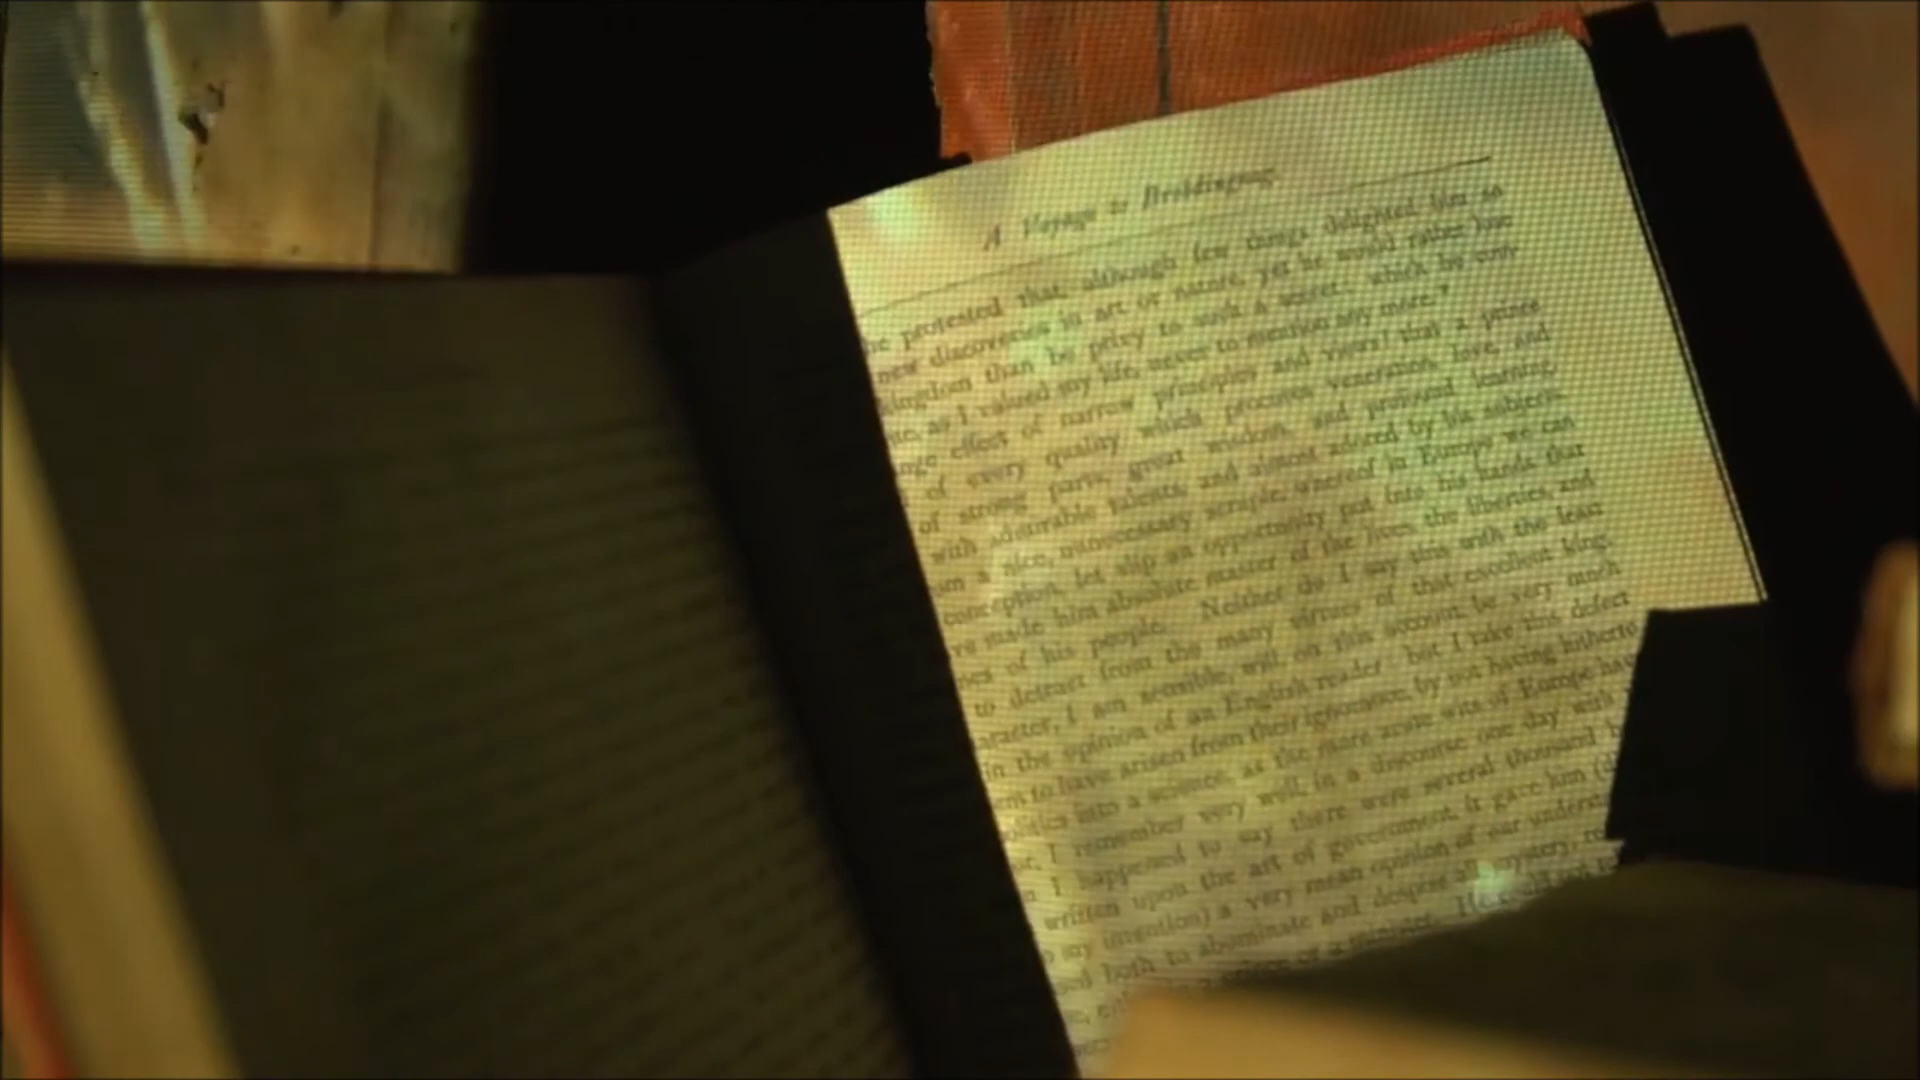 A Voyage to Brobdingnag
protested that, although few things delighted him so
new discoveries in art or nature, yet he would rather lose
kingdom than be privy to such a secret; which he com-
me, as I valued my life, never to mention any more."
effect of narrow principles and views! that a prince
of every quality which procures veneration, love, and
of strong parts, great wisdom, and profound learning,
with admirable talents, and almost adored by his subjects
a nice, unnecessary scruple, whereof in Europe we can
conception, let slip an opportunity put into his hands that
made him absolute master of the lives, the liberties, and
of his people. Neither do I say this with the least
to detract from the many virtues of that excellent king,
character, I am sensible, will, on this account, be very much
in the opinion of an English reader: but I take this defect
to have arisen from their ignorance, by not having hitherto
politics into a science, as the more acute wits of Europe have
I remember very well, in a discourse one day with
I happened to say there were several thousand
written upon the art of government, it gave him
my intention) a very mean opinion of our
both to abominate and despise all mystery,
He
or a minister.